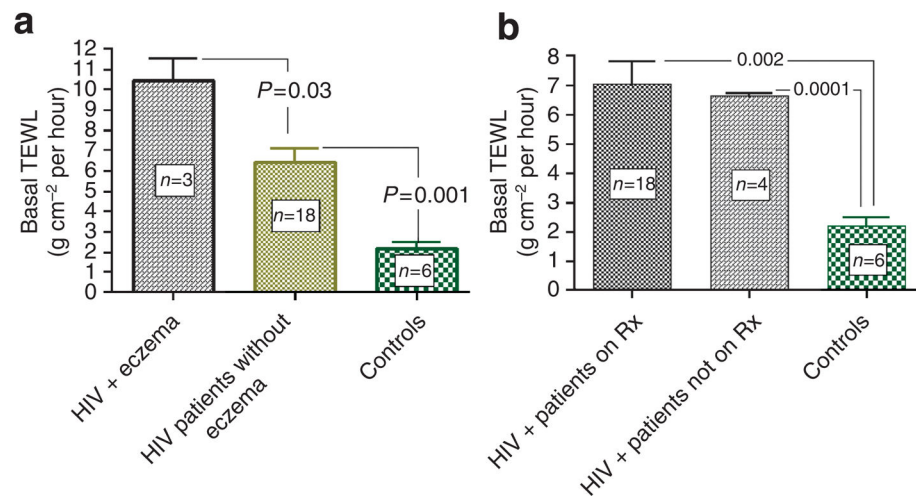 a
Basal TEWL
(g cm⁻² per hour)
12
11
10
9
8
7
6
5
4
3
2
1
0
P=0.03
P=0.001
n=3
n=18
n=6
HIV + eczema
HIV patients without
eczema
Controls
b
Basal TEWL
(g cm⁻² per hour)
8
7
6
5
4
3
2
1
0
0.002
0.0001
n=18
n=4
n=6
HIV + patients on Rx
HIV + patients not on Rx
Controls